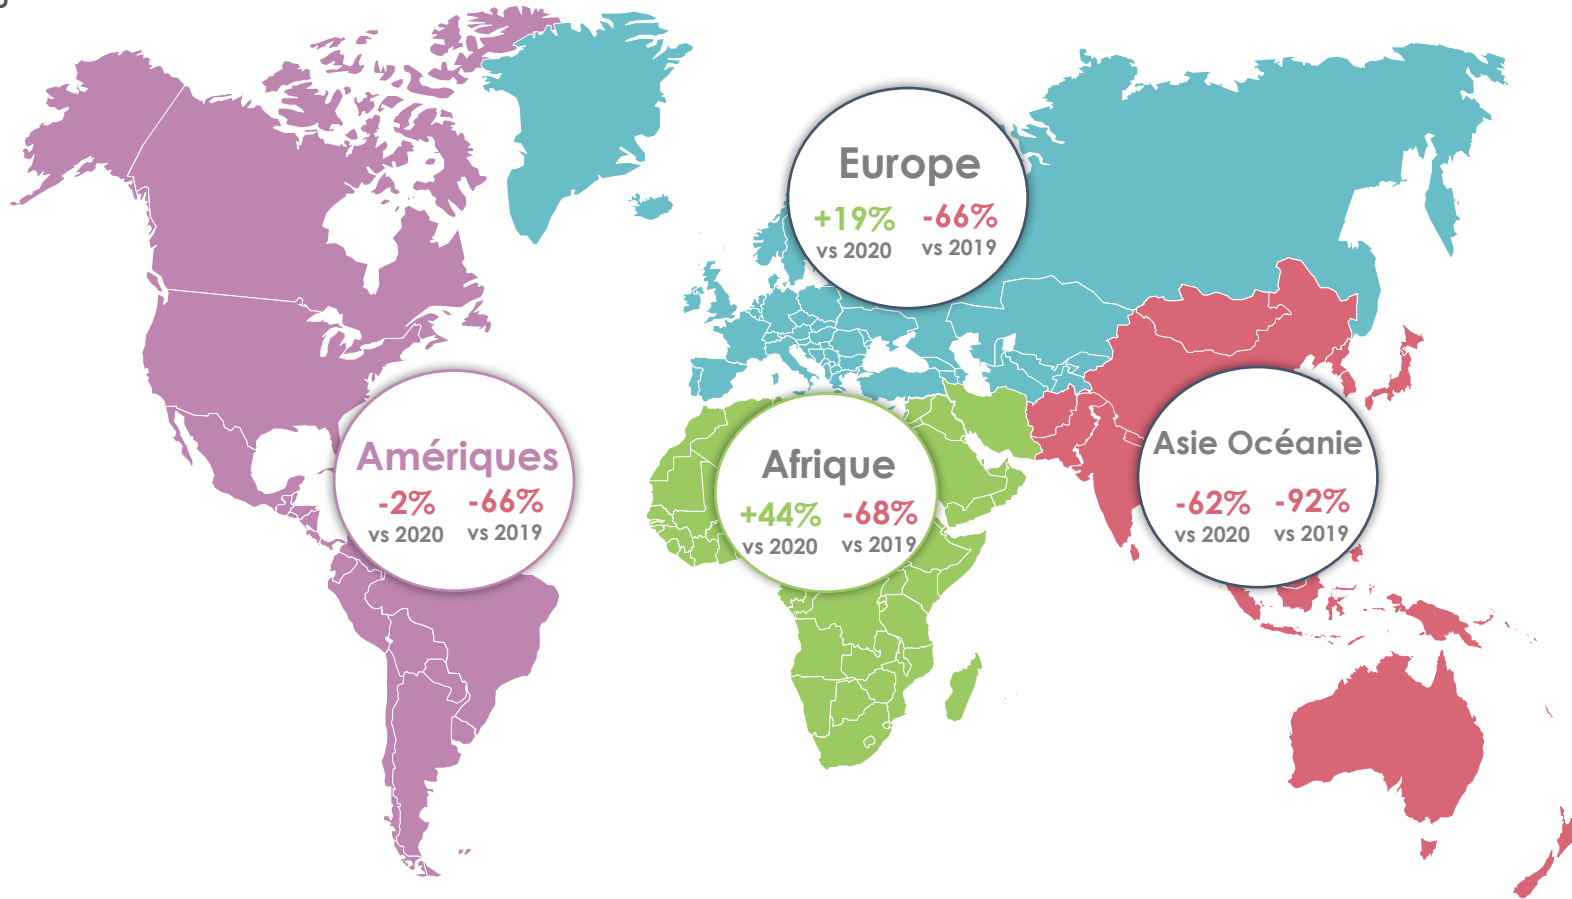 Europe
+19% -66%
vs 2020 vs 2019
Amériques
-2% -66%
vs 2020 vs 2019
Afrique
+44% -68%
vs 2020 vs 2019
Asie Océanie
-62% -92%
vs 2020 vs 2019